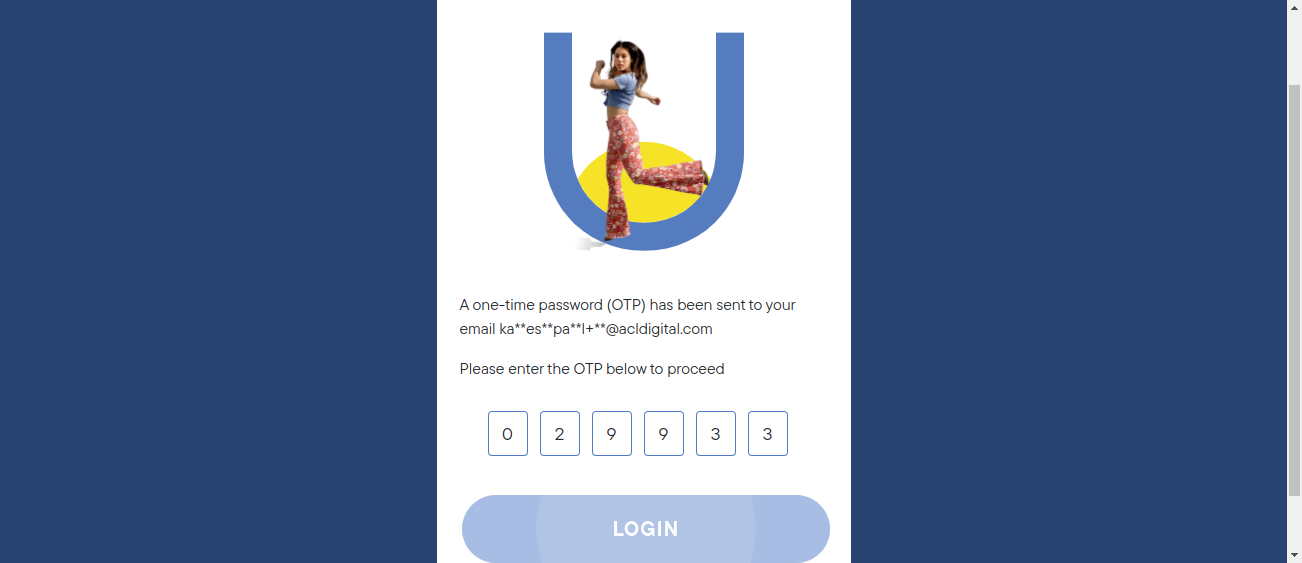 A one-time password (OTP) has been sent to your
email ka**es**pa**l+**@acldigital.com
Please enter the OTP below to proceed
0 2 9 9 3 3
LOGIN